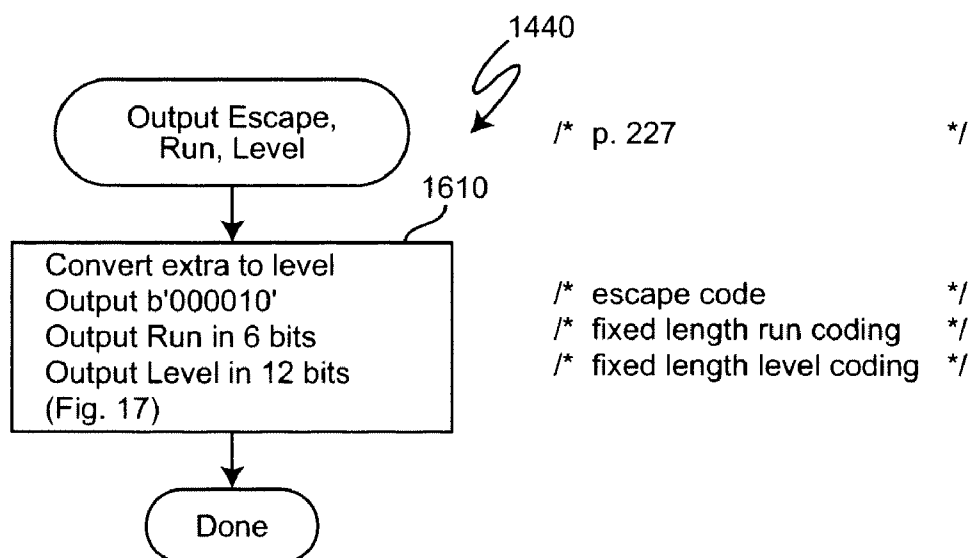 1440
Output Escape,
Run, Level
/* p. 227 */
1610
Convert extra to level
Output b'000010' /* escape code */
Output Run in 6 bits /* fixed length run coding */
Output Level in 12 bits /* fixed length level coding */
(Fig. 17)
Done